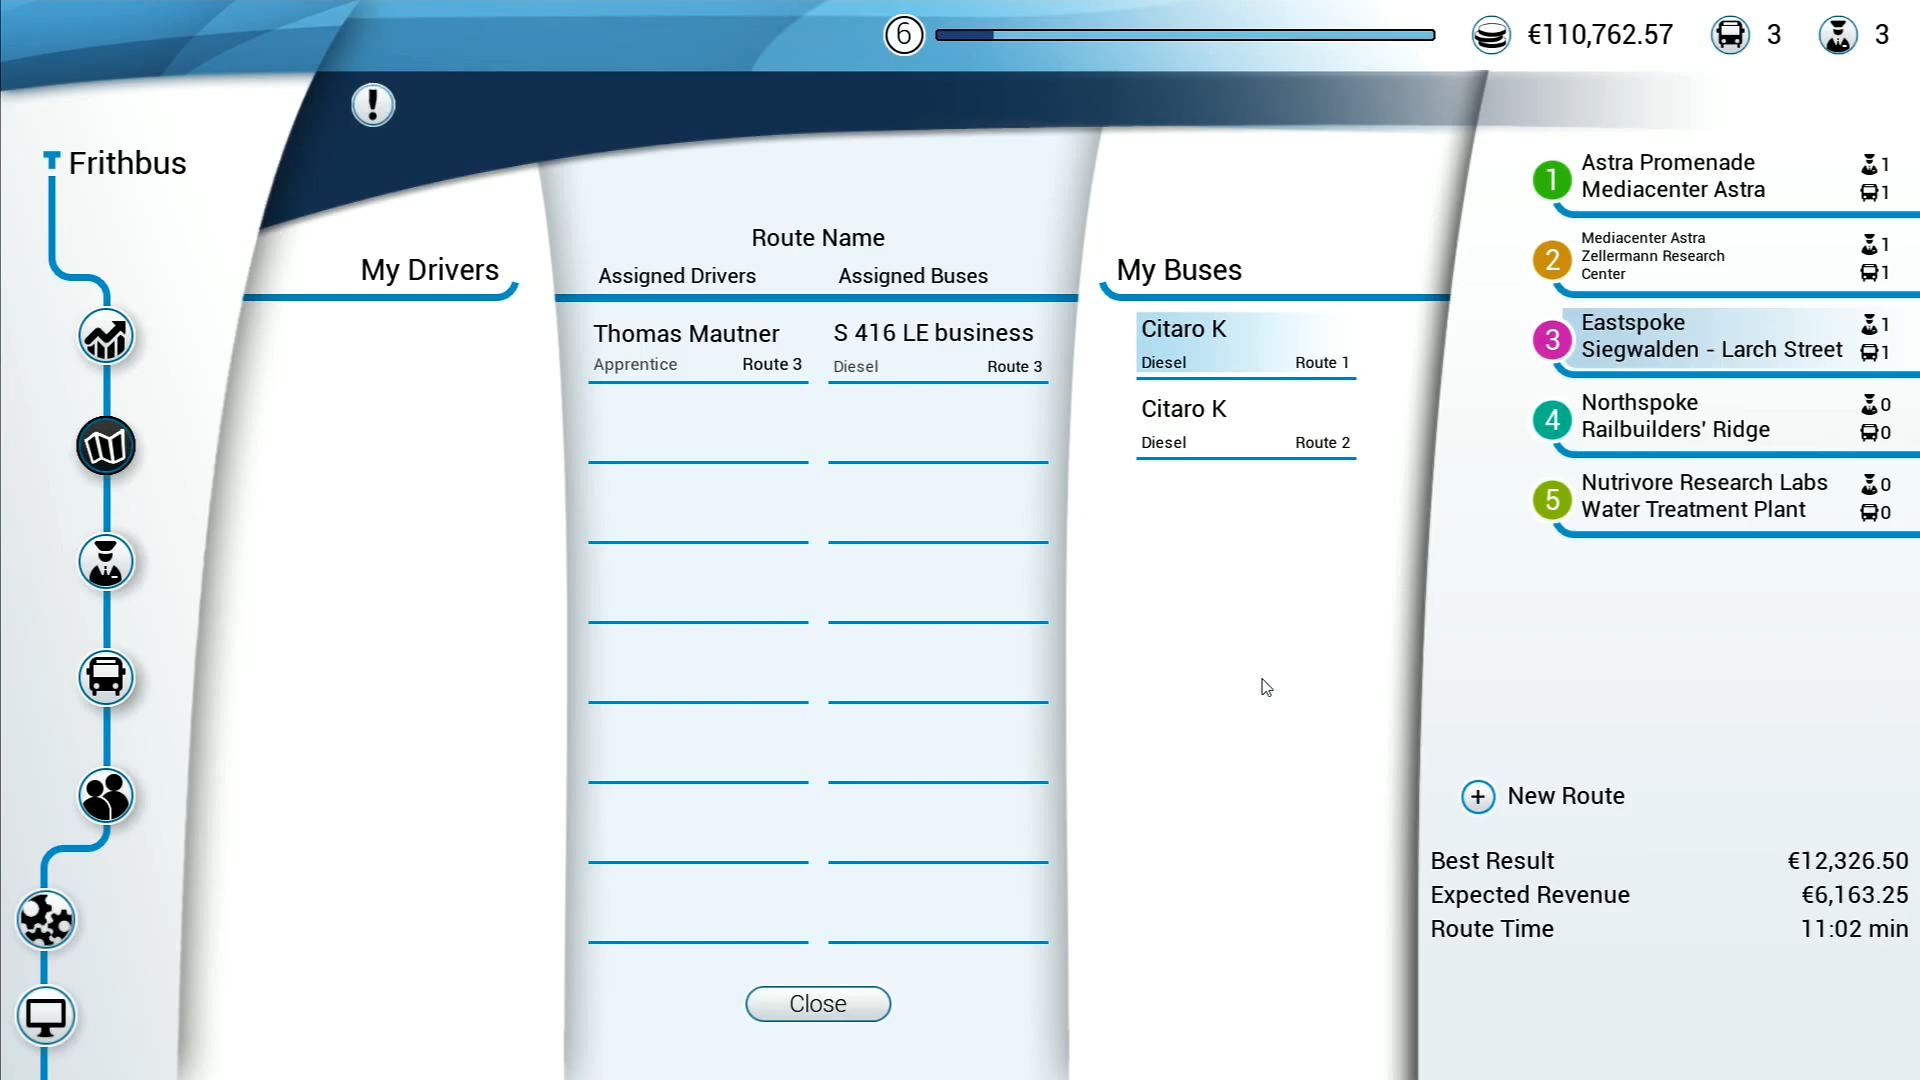 6
€110,762.57
3
3
!
Frithbus
My Drivers
Route Name
Assigned Drivers
Assigned Buses
Thomas Mautner
Apprentice
Route 3
S 416 LE business
Diesel
Route 3
My Buses
Citaro K
Diesel
Route 1
Citaro K
Diesel
Route 2
1
Astra Promenade
Mediacenter Astra
1
1
2
Mediacenter Astra
Zellermann Research
Center
1
1
3
Eastspoke
Siegwalden - Larch Street
1
1
4
Northspoke
Railbuilders' Ridge
0
0
5
Nutrivore Research Labs
Water Treatment Plant
0
0
+ New Route
Best Result €12,326.50
Expected Revenue €6,163.25
Route Time 11:02 min
Close